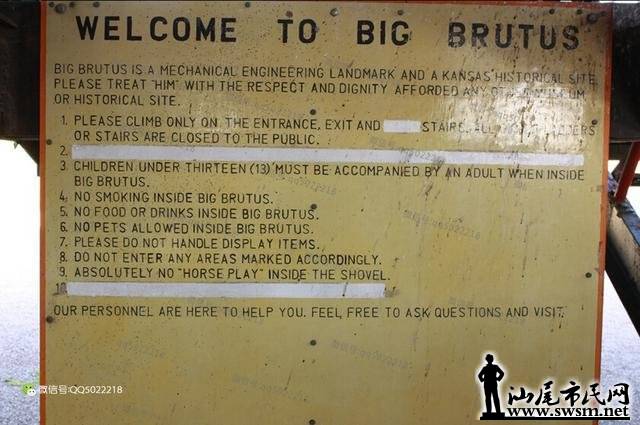 WELCOME TO BIG BRUTUS
BIG BRUTUS IS A MECHANICAL ENGINEERING LANDMARK AND A KANSAS HISTORICAL SITE
PLEASE TREAT "HIM" WITH THE RESPECT AND DIGNITY AFFORDED ANY OTHER MUSEUM
OR HISTORICAL SITE.
1. PLEASE CLIMB ONLY ON THE ENTRANCE, EXIT AND STAIRS. ALL
OR STAIRS ARE CLOSED TO THE PUBLIC.
2.
3. CHILDREN UNDER THIRTEEN (13) MUST BE ACCOMPANIED BY AN ADULT WHEN INSIDE
BIG BRUTUS.
4. NO SMOKING INSIDE BIG BRUTUS.
5. NO FOOD OR DRINKS INSIDE BIG BRUTUS.
6. NO PETS ALLOWED INSIDE BIG BRUTUS.
7. PLEASE DO NOT HANDLE DISPLAY ITEMS.
8. DO NOT ENTER ANY AREAS MARKED ACCORDINGLY.
9. ABSOLUTELY NO "HORSE PLAY" INSIDE THE SHOVEL.
OUR PERSONNEL ARE HERE TO HELP YOU. FEEL FREE TO ASK QUESTIONS AND VISIT.
微信号:QQ5022218
汕尾市民网
www.swsm.net